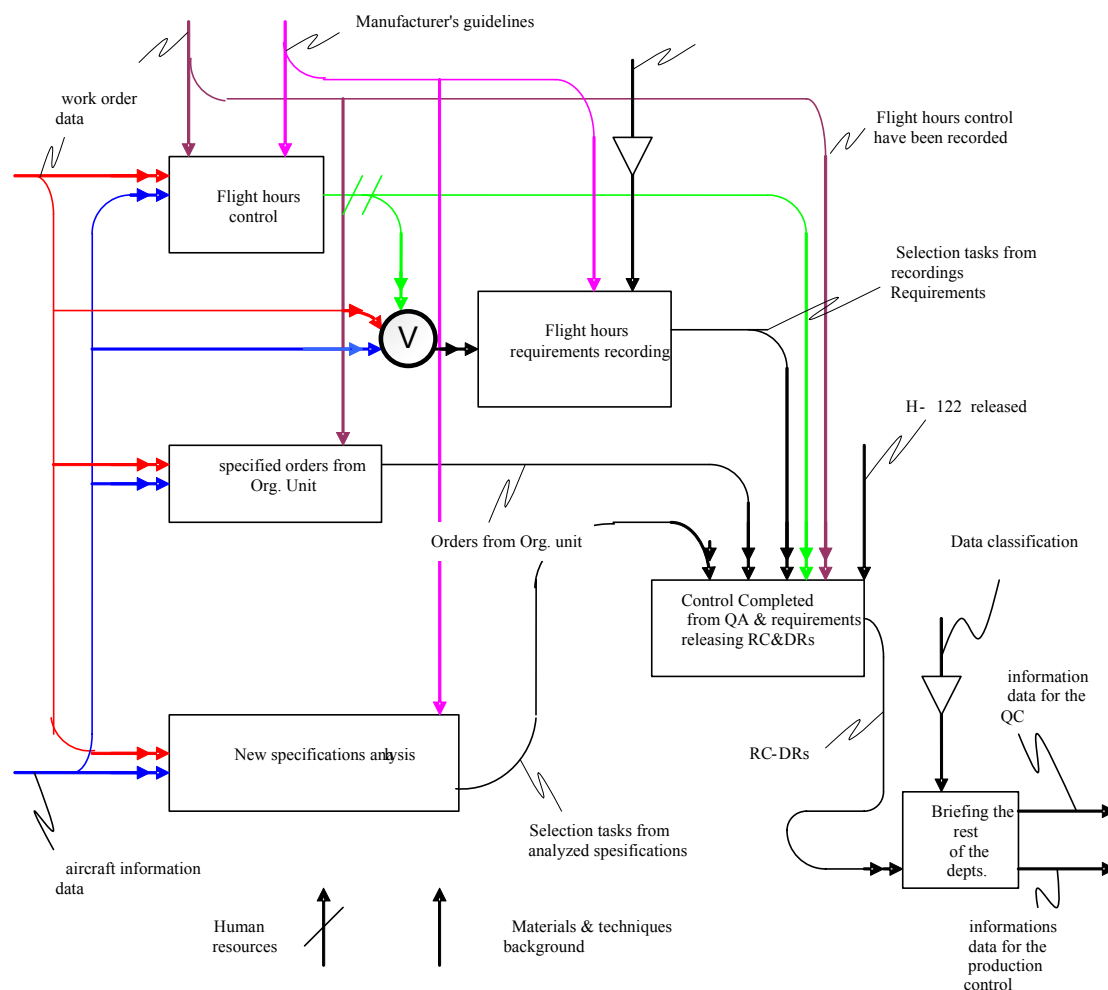 Manufacturer's guidelines
work order
data
Flight hours control
have been recorded
Flight hours
control
Selection tasks from
recordings
Requirements
V
Flight hours
requirements recording
H- 122 released
specified orders from
Org. Unit
Orders from Org. unit
Data classification
Control Completed
from QA & requirements
releasing RC&DRs
information
data for the
QC
RC-DRs
New specifications analysis
Briefing the
rest
of the
depts.
Selection tasks from
analyzed spesifications
aircraft information
data
Human
resources
Materials & techniques
background
informations
data for the
production
control